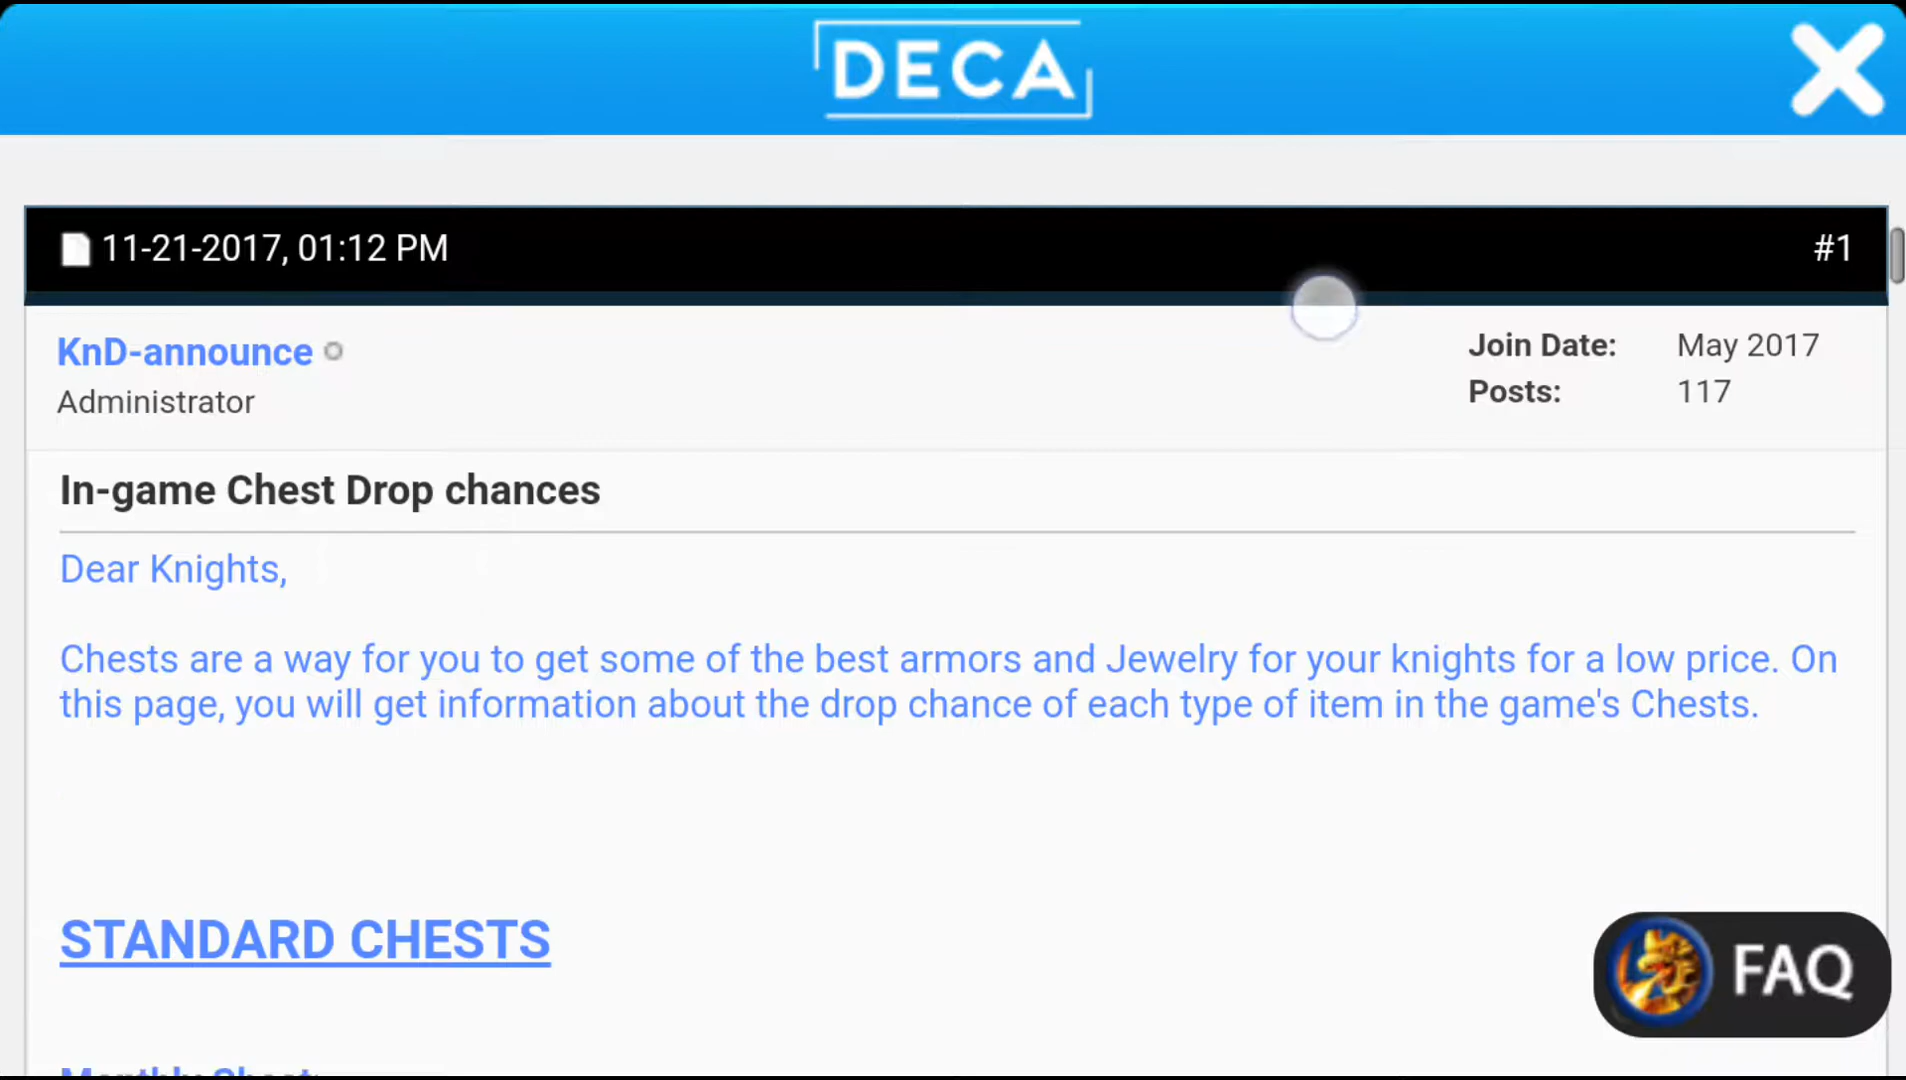 DECA
11-21-2017, 01:12 PM
#1
KnD-announce
Administrator
Join Date: May 2017
Posts: 117
In-game Chest Drop chances
Dear Knights,
Chests are a way for you to get some of the best armors and Jewelry for your knights for a low price. On
this page, you will get information about the drop chance of each type of item in the game's Chests.
STANDARD CHESTS
FAQ